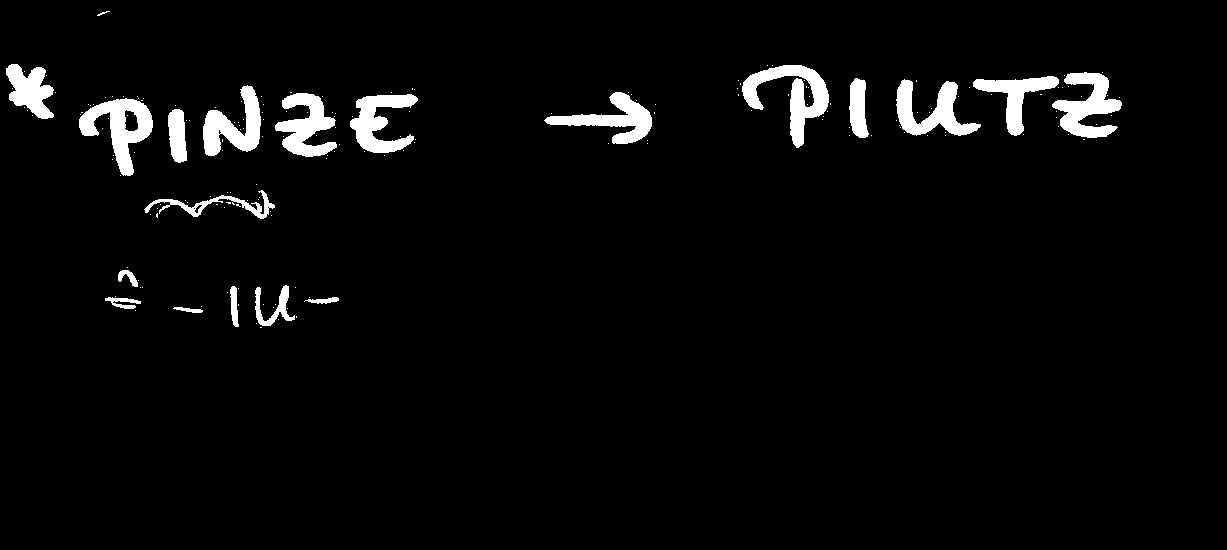 * PINZE → PIUTZ
≙ - IU -